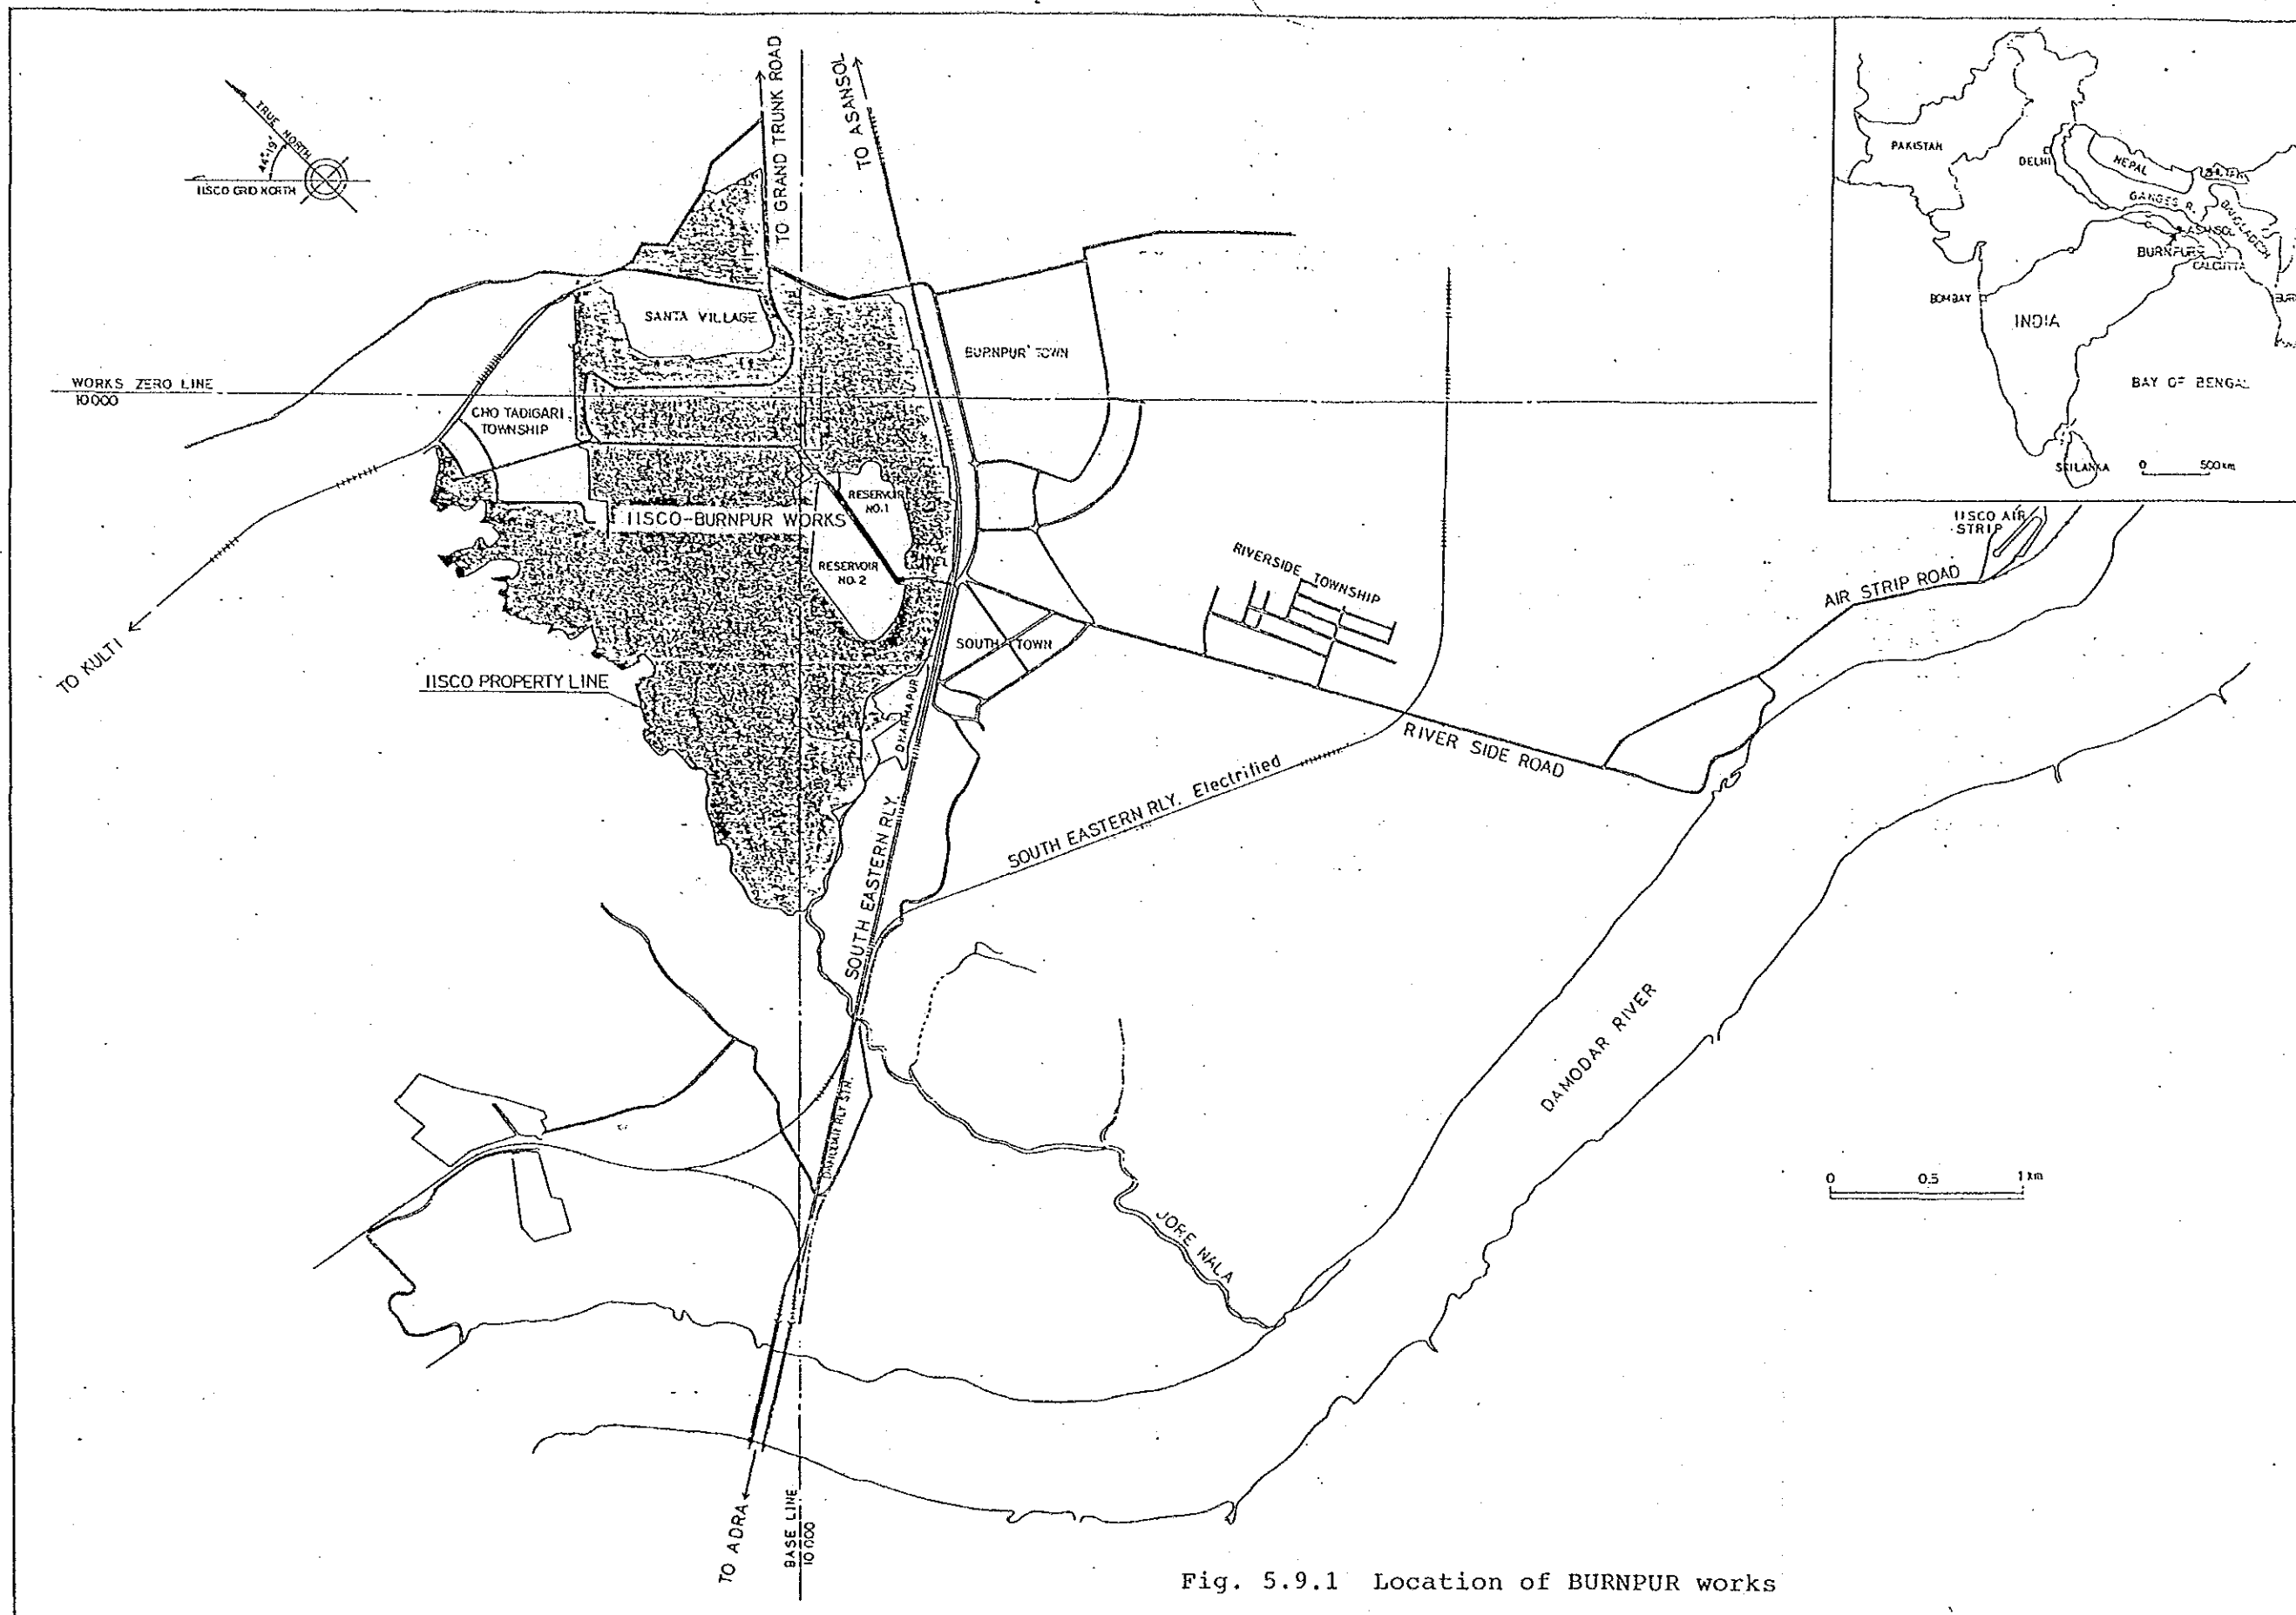 TO GRAND TRUNK ROAD
TO ASANSOL
TRUE NORTH
44°-19'
IISCO GRID NORTH
PAKISTAN
DELHI
NEPAL
GANGES R.
BANGLADESH
ASANSOL
BURNPUR
CALCUTTA
BOMBAY
INDIA
BAY OF BENGAL
SRILANKA
0 500km
SANTA VILLAGE
BURNPUR TOWN
WORKS ZERO LINE
10000
CHO TADIGARI
TOWNSHIP
RESERVOIR
NO.1
IISCO-BURNPUR WORKS
RESERVOIR
NO.2
IISCO AIR
STRIP
RIVERSIDE TOWNSHIP
AIR STRIP ROAD
TO KULTI
SOUTH TOWN
IISCO PROPERTY LINE
DHARMAPUR
RIVER SIDE ROAD
SOUTH EASTERN RLY. Electrified
SOUTH EASTERN RLY.
DAMODAR RIVER
DAMODAR RLY STN.
JORE NALA
0 0.5 1 km
TO ADRA
BASE LINE
10000
Fig. 5.9.1 Location of BURNPUR works